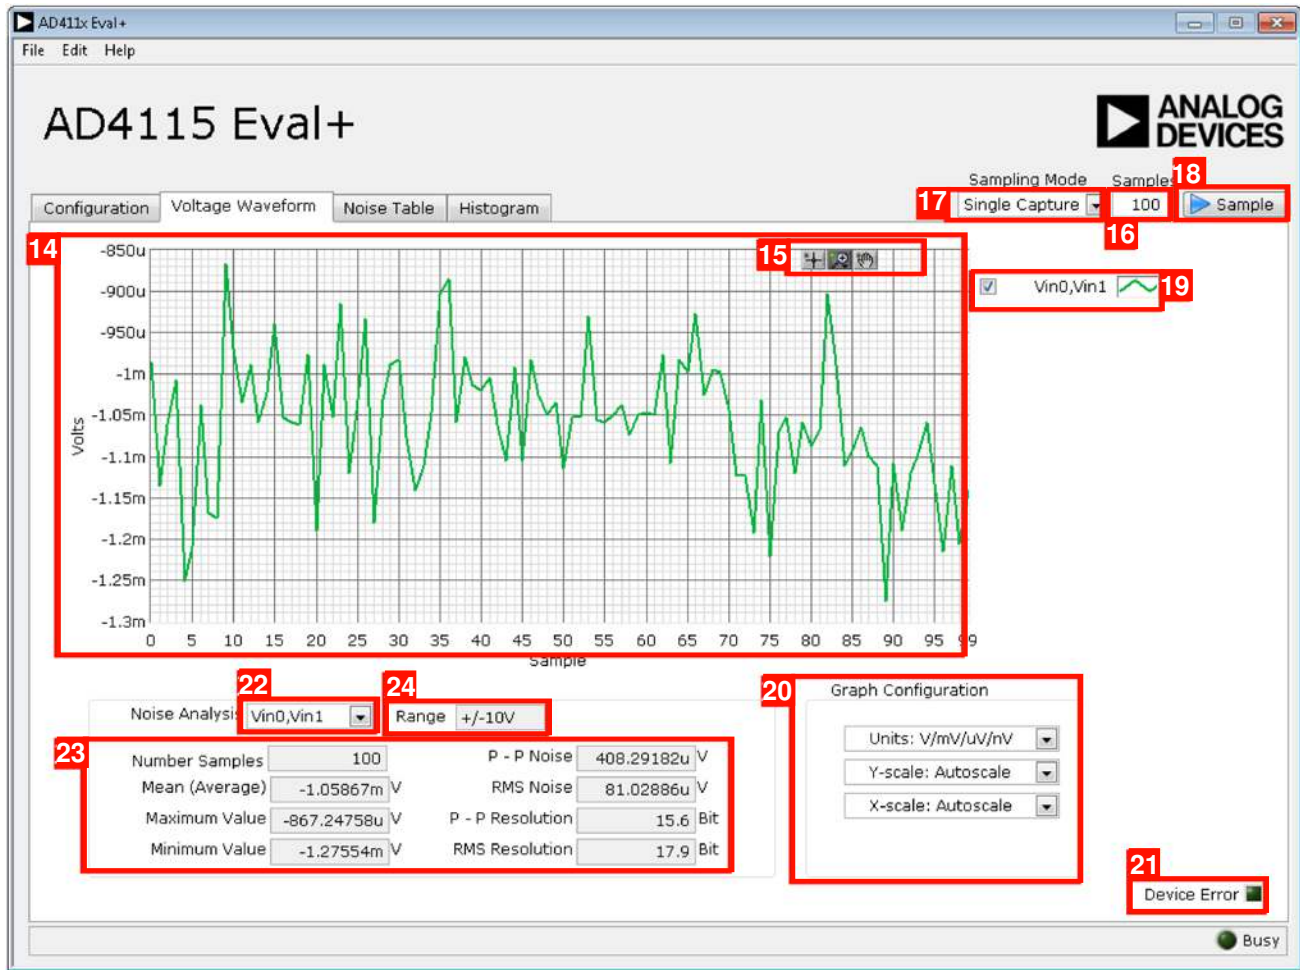 AD411x Eval+
File Edit Help
AD4115 Eval+
ANALOG
DEVICES
Sampling Mode Samples 18
Configuration Voltage Waveform Noise Table Histogram 17 Single Capture 100 Sample
16
14 15
19
Vin0,Vin1
-850u
-900u
-950u
-1m
-1.05m
-1.1m
-1.15m
-1.2m
-1.25m
-1.3m
Volts
0 5 10 15 20 25 30 35 40 45 50 55 60 65 70 75 80 85 90 95 99
Sample
22 24
Noise Analysis Vin0,Vin1 Range +/-10V
23
Number Samples 100 P - P Noise 408.29182u V
Mean (Average) -1.05867m V RMS Noise 81.02886u V
Maximum Value -867.24758u V P - P Resolution 15.6 Bit
Minimum Value -1.27554m V RMS Resolution 17.9 Bit
20
Graph Configuration
Units: V/mV/uV/nV
Y-scale: Autoscale
X-scale: Autoscale
21
Device Error
Busy